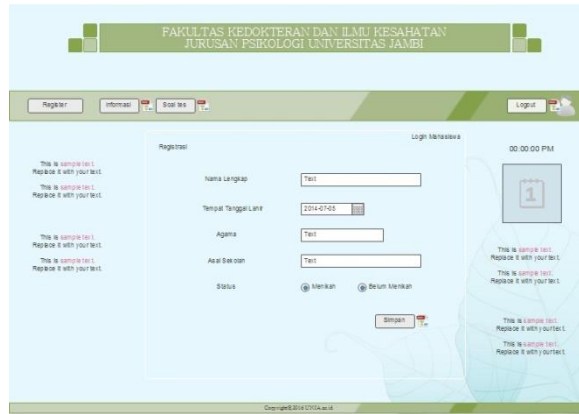 FAKULTAS KEDOKTERAN DAN ILMU KESAHATAN
JURUSAN PSIKOLOGI UNIVERSITAS JAMBI
Register
Informasi
Soal tes
Logout
Login Mahasiswa
Registrasi
00:00:00 PM
This is sample text.
Replace it with your text.
This is sample text.
Replace it with your text.
This is sample text.
Replace it with your text.
This is sample text.
Replace it with your text.
Nama Lengkap
Text
Tempat Tanggal Lahir
2014-07-05
Agama
Text
Asal Sekolah
Text
Status
Menikah
Belum Menikah
Simpan
1
This is sample text.
Replace it with your text.
This is sample text.
Replace it with your text.
This is sample text.
Replace it with your text.
This is sample text.
Replace it with your text.